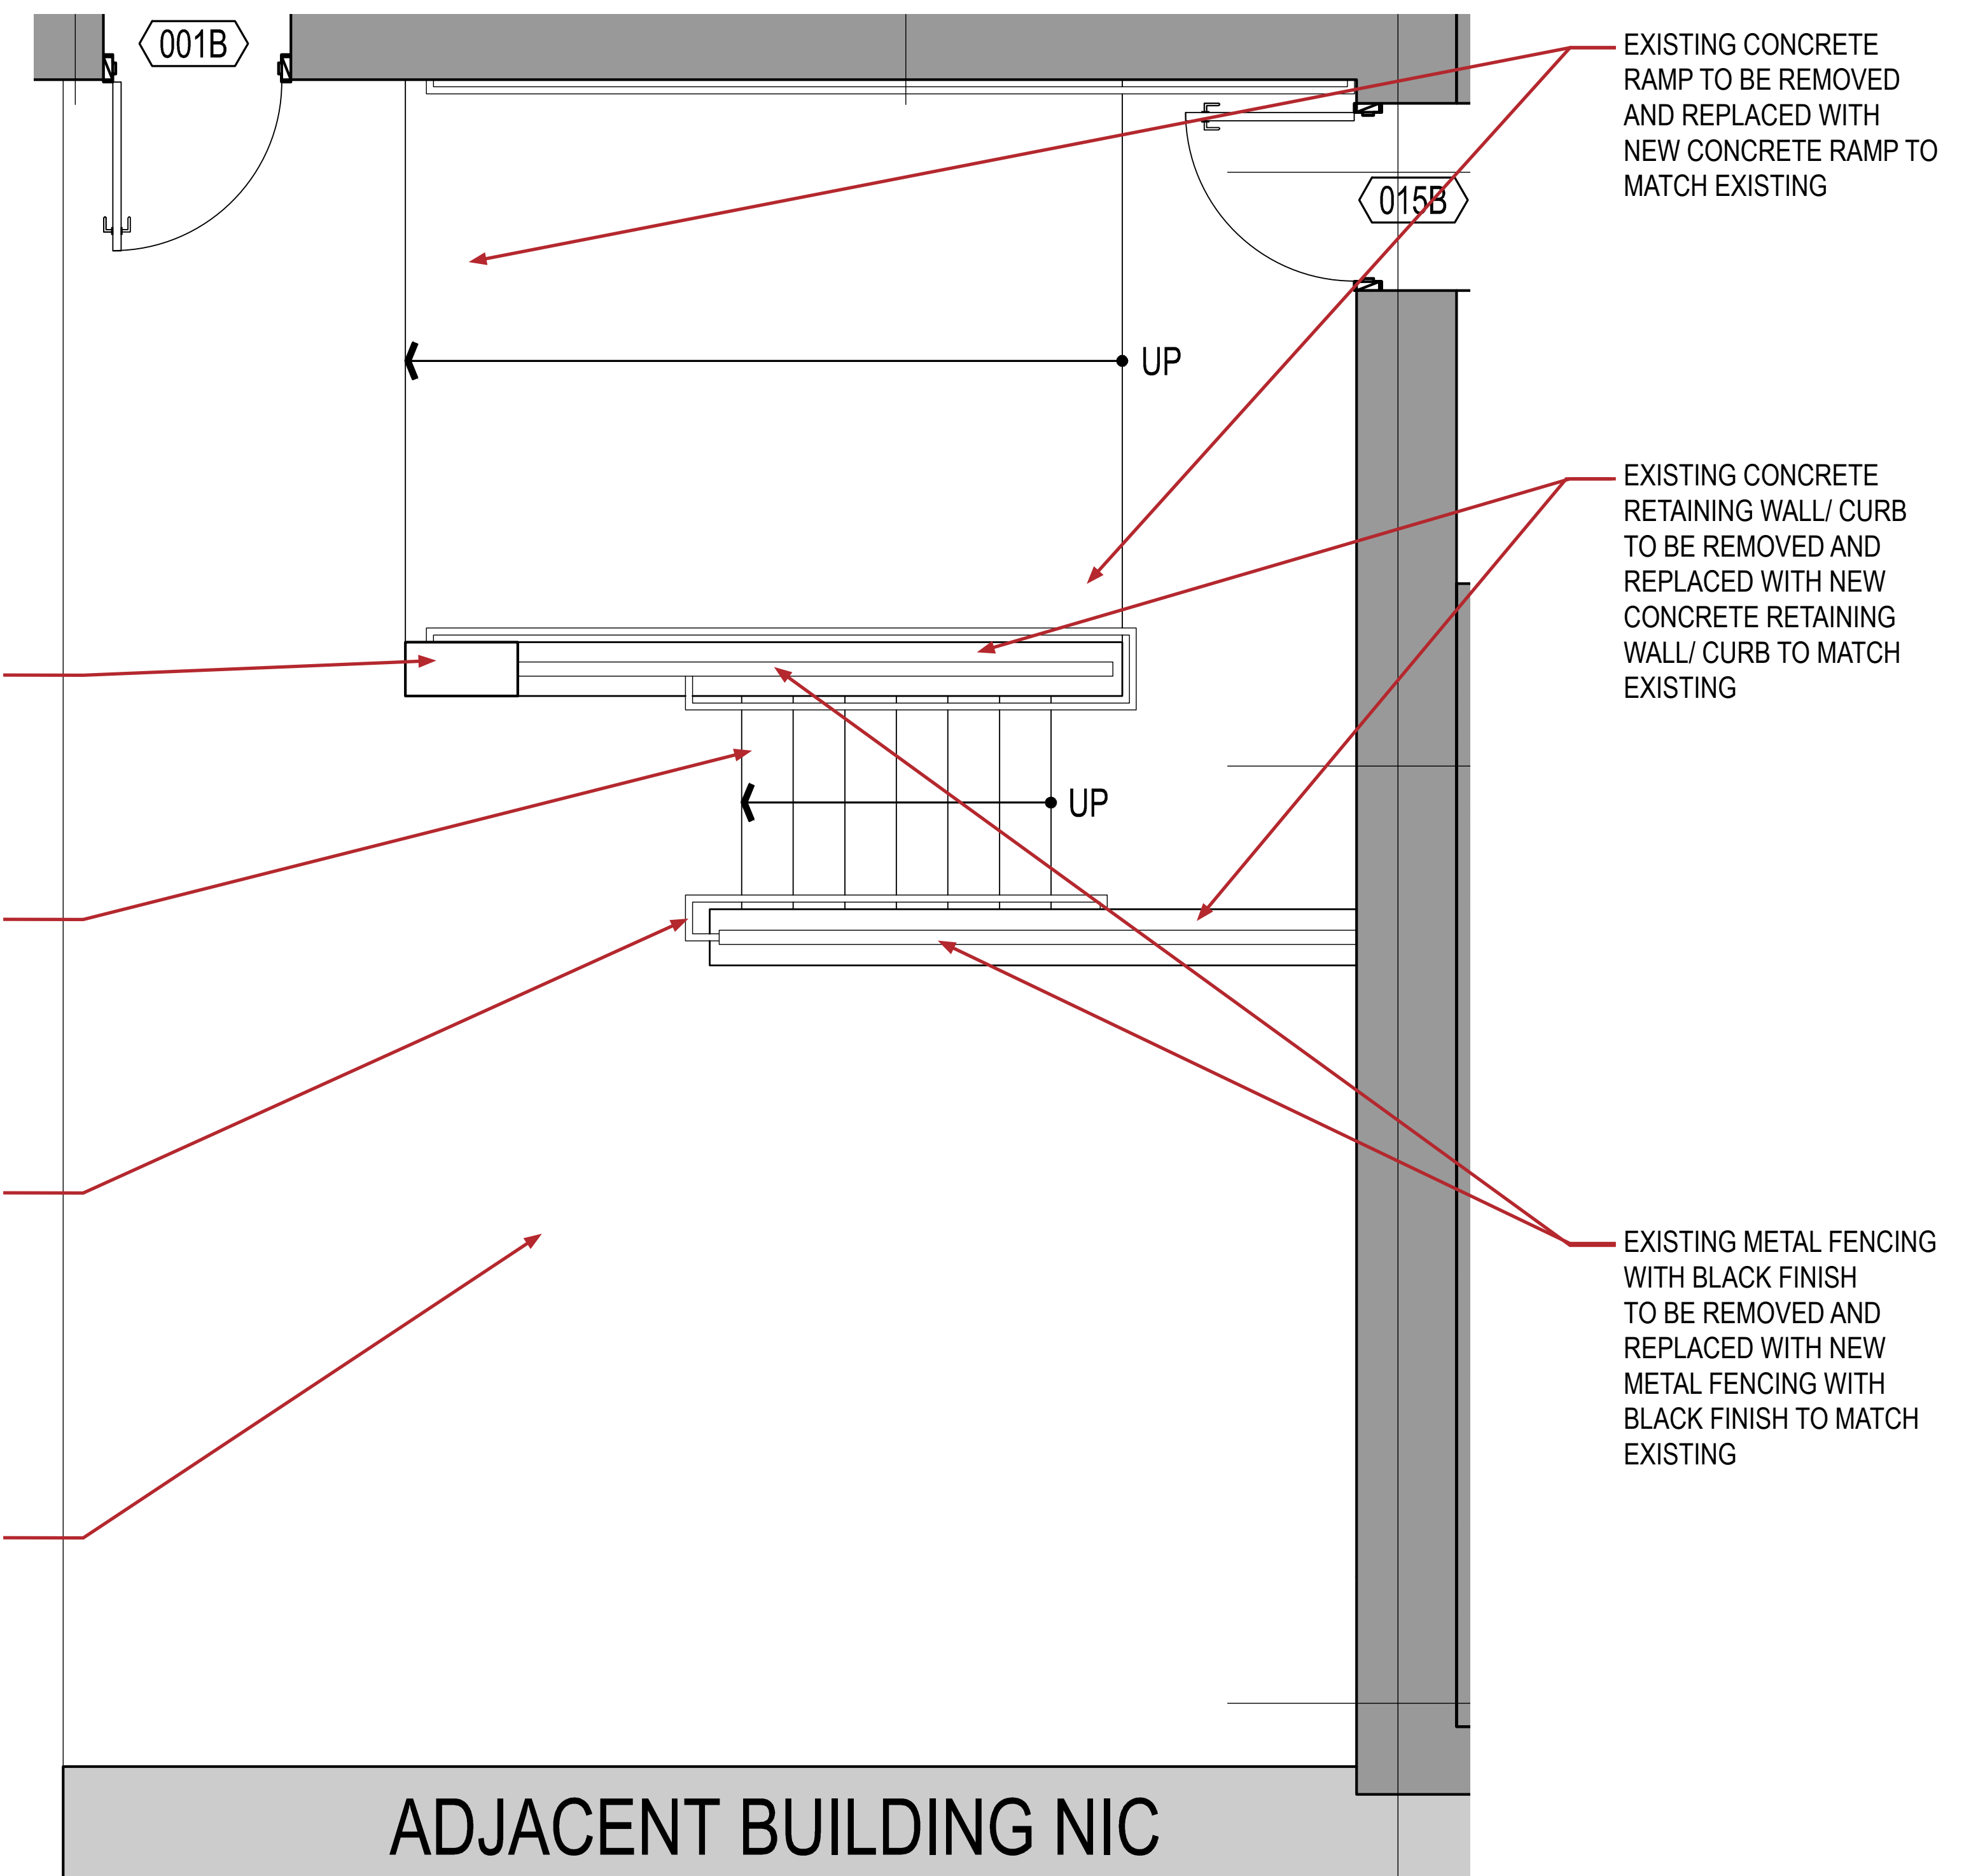 001B
EXISTING CONCRETE
RAMP TO BE REMOVED
AND REPLACED WITH
NEW CONCRETE RAMP TO
MATCH EXISTING
015B
UP
EXISTING CONCRETE
RETAINING WALL/ CURB
TO BE REMOVED AND
REPLACED WITH NEW
CONCRETE RETAINING
WALL/ CURB TO MATCH
EXISTING
UP
EXISTING METAL FENCING
WITH BLACK FINISH
TO BE REMOVED AND
REPLACED WITH NEW
METAL FENCING WITH
BLACK FINISH TO MATCH
EXISTING
ADJACENT BUILDING NIC